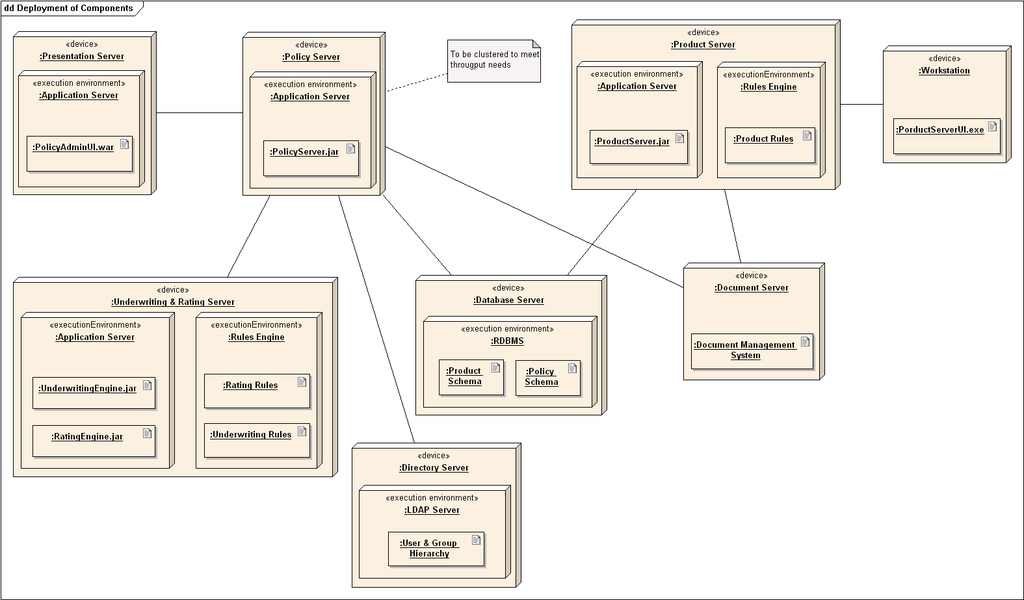 dd Deployment of Components
«device»
:Presentation Server
«execution environment»
:Application Server
:PolicyAdminUI.war
«device»
:Policy Server
«execution environment»
:Application Server
:PolicyServer.jar
To be clustered to meet
througput needs
«device»
:Product Server
«execution environment»
:Application Server
:ProductServer.jar
«executionEnvironment»
:Rules Engine
:Product Rules
«device»
:Workstation
:PorductServerUI.exe
«device»
:Underwriting & Rating Server
«executionEnvironment»
:Application Server
:UnderwritingEngine.jar
:RatingEngine.jar
«executionEnvironment»
:Rules Engine
:Rating Rules
:Underwriting Rules
«device»
:Database Server
«execution environment»
:RDBMS
:Product
Schema
:Policy
Schema
«device»
:Document Server
:Document Management
System
«device»
:Directory Server
«execution environment»
:LDAP Server
:User & Group
Hierarchy